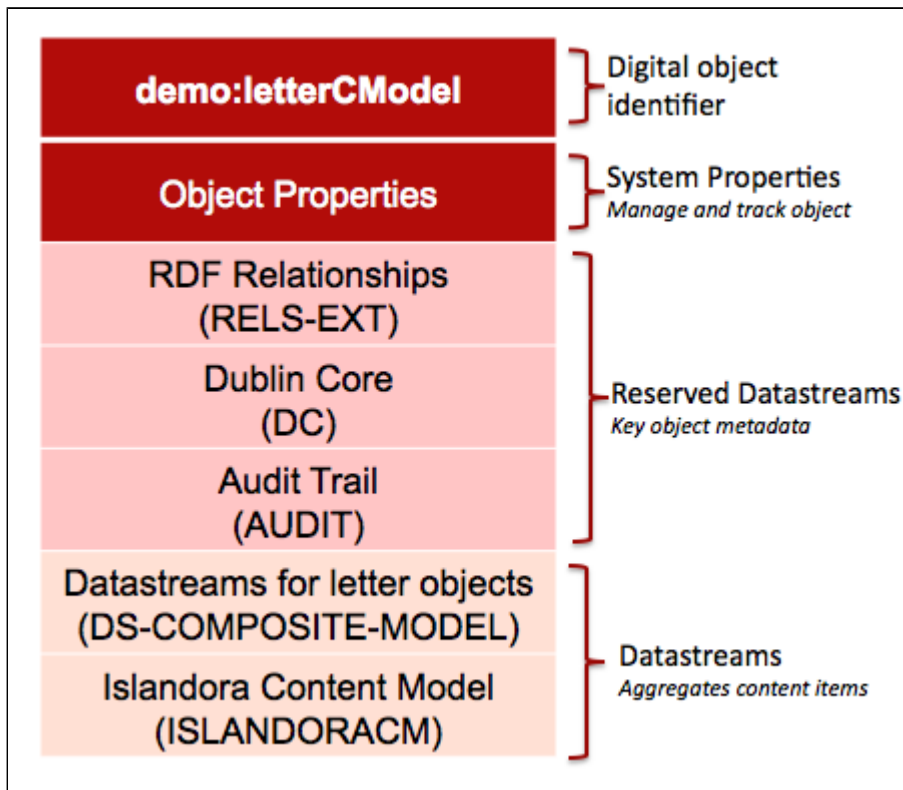 demo:letterCModel
Digital object
identifier
Object Properties
System Properties
Manage and track object
RDF Relationships
(RELS-EXT)
Dublin Core
(DC)
Audit Trail
(AUDIT)
Reserved Datastreams
Key object metadata
Datastreams for letter objects
(DS-COMPOSITE-MODEL)
Islandora Content Model
(ISLANDORACM)
Datastreams
Aggregates content items